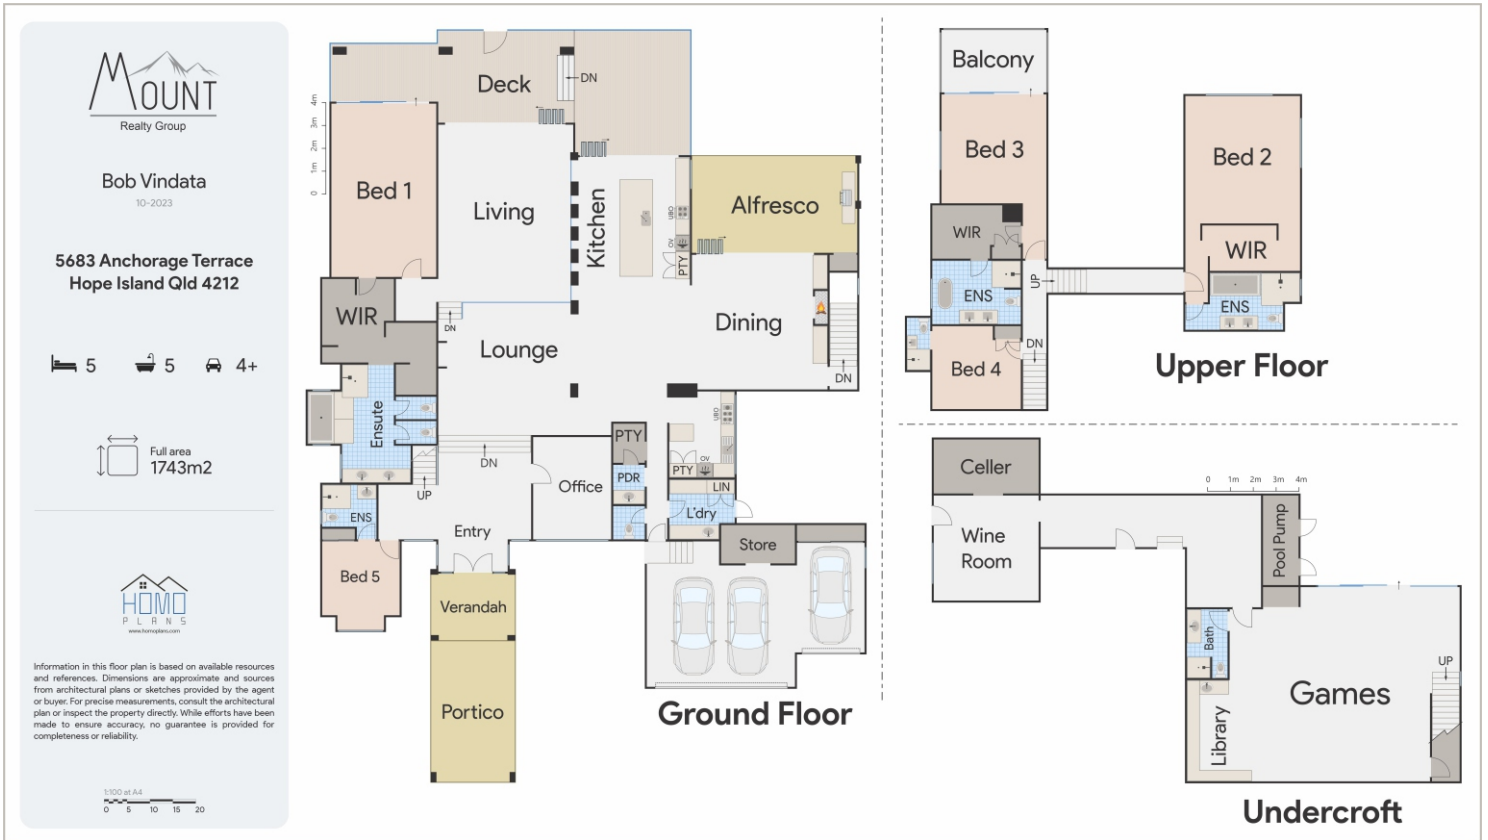 MOUNT
Realty Group
Bob Vindata
10-2023
5683 Anchorage Terrace
Hope Island Qld 4212
5
5
4+
Full area
1743m2
HOMO
PLANS
www.homoplans.com
Information in this floor plan is based on available resources
and references. Dimensions are approximate and sources
from architectural plans or sketches provided by the agent
or buyer. For precise measurements, consult the architectural
plan or inspect the property directly. While efforts have been
made to ensure accuracy, no guarantee is provided for
completeness or reliability.
1:100 at A4
0 5 10 15 20
4m
3m
2m
1m
0
Deck
DN
Bed 1
Living
Kitchen
UBO
OV
PTY
Alfresco
WIR
DN
Lounge
Dining
DN
Ensute
UP
DN
Office
PTY
PDR
UBO
OV
PTY
LIN
L'dry
ENS
Entry
Bed 5
Store
Verandah
Portico
Ground Floor
Balcony
Bed 3
WIR
ENS
UP
DN
Bed 4
Bed 2
WIR
ENS
Upper Floor
Celler
Wine
Room
0 1m 2m 3m 4m
Pool Pump
Bath
Library
Games
UP
Undercroft